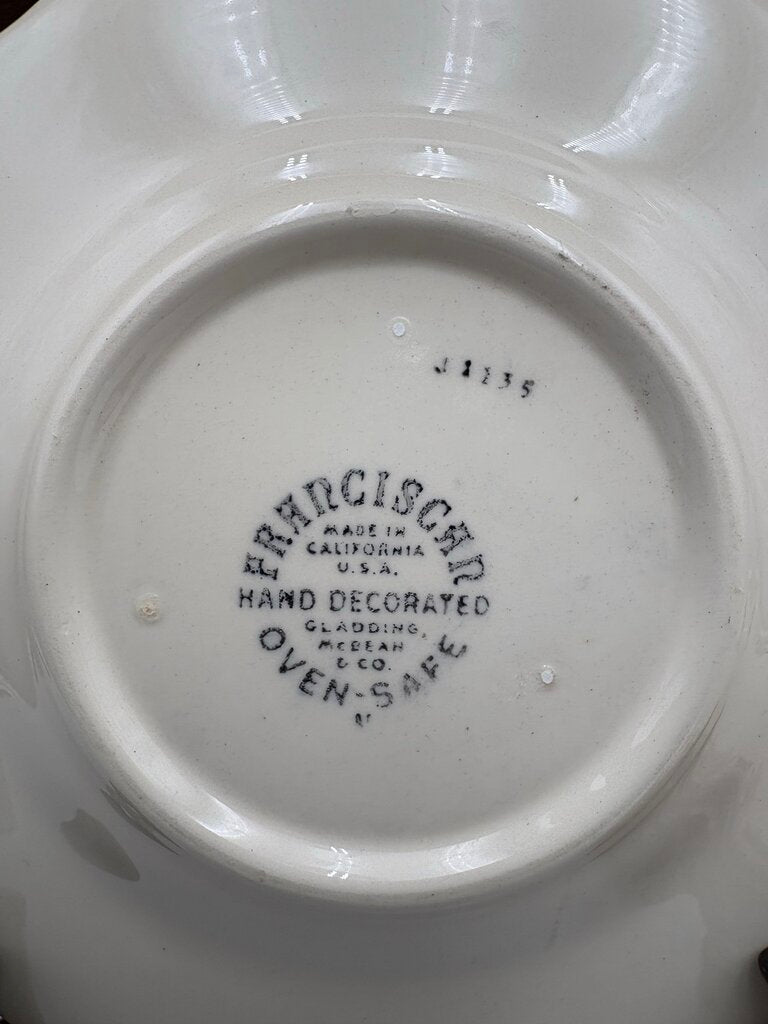 J1135
FRANCISCAN
MADE IN
CALIFORNIA
U.S.A.
HAND DECORATED
GLADDING,
McBEAN
& CO.
OVEN-SAFE